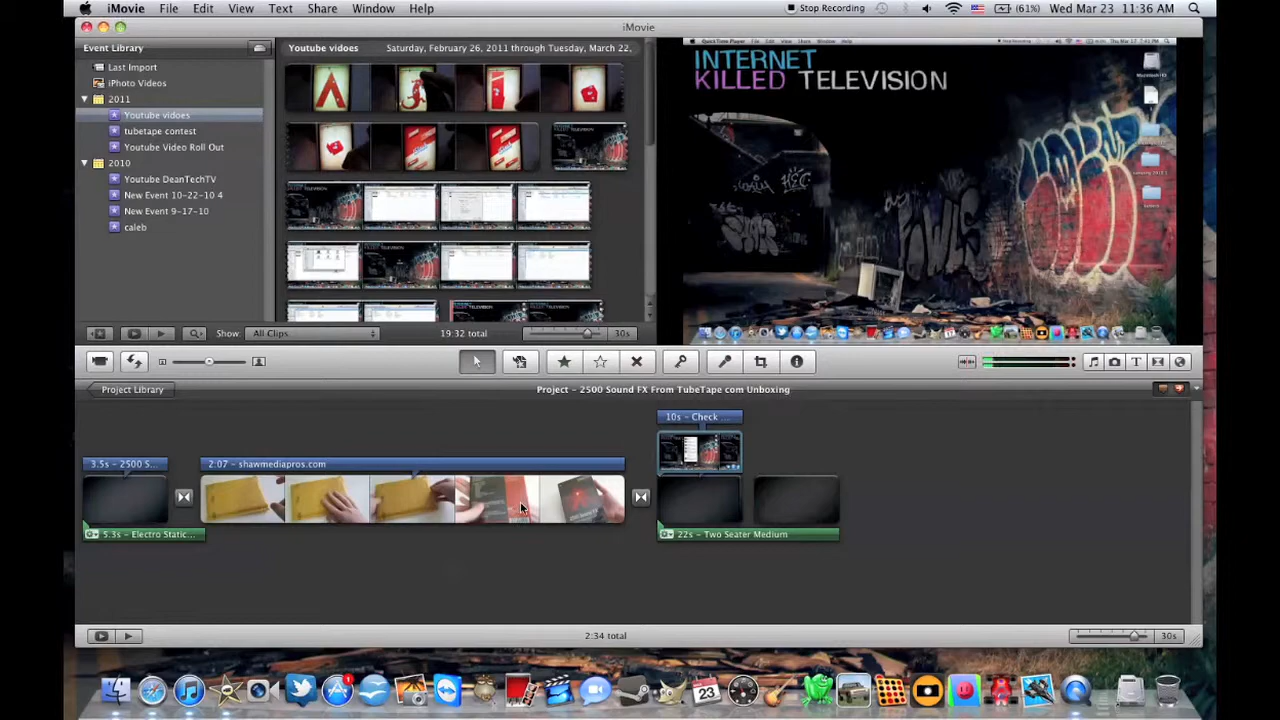 iMovie File Edit View Text Share Window Help Stop Recording (61%) Wed Mar 23 11:36 AM
iMovie
Event Library
Last Import
iPhoto Videos
2011
Youtube vidoes
tubetape contest
Youtube Video Roll Out
2010
Youtube DeanTechTV
New Event 10-22-10 4
New Event 9-17-10
caleb
Youtube vidoes Saturday, February 26, 2011 through Tuesday, March 22,
INTERNET
KILLED TELEVISION
Show: All Clips 19:32 total 30s
Project Library Project - 2500 Sound FX From TubeTape com Unboxing
10s - Check ...
3.5s - 2500 S... 2:07 - shawmediapros.com
5.3s - Electro Static... 22s - Two Seater Medium
2:34 total 30s
23